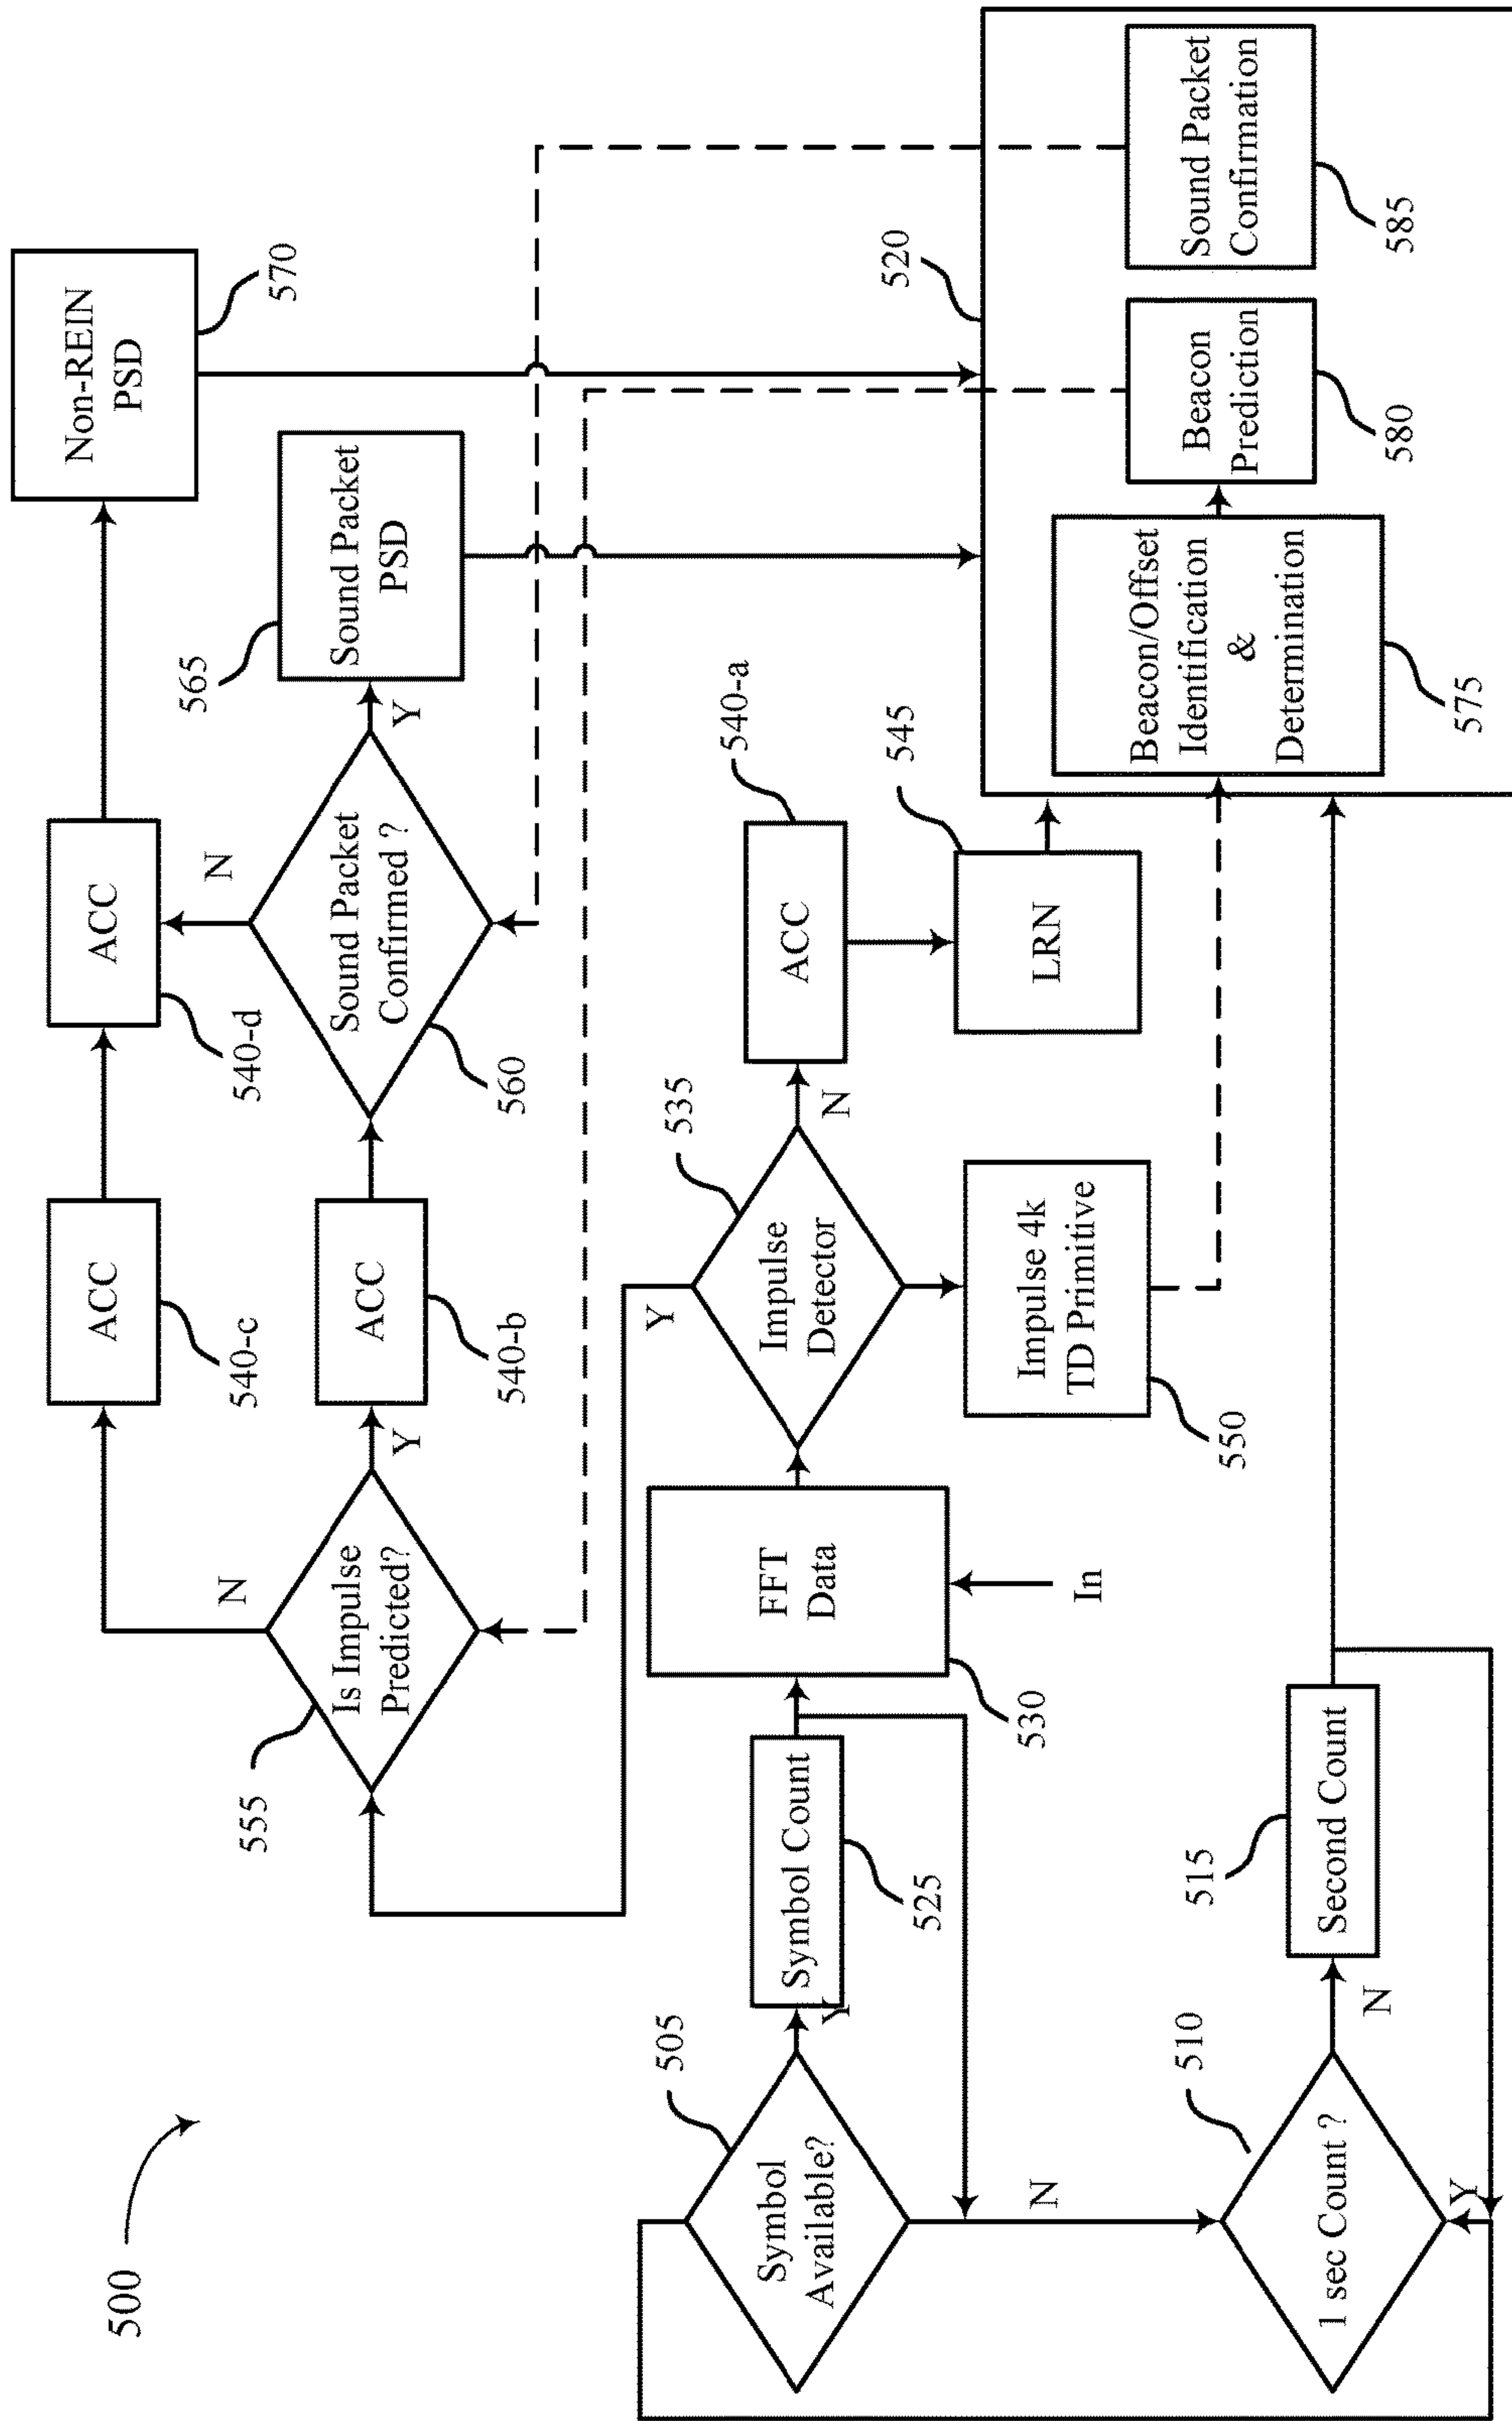 500
Symbol
Available?
505
Y
Symbol Count
525
N
1 sec Count ?
510
Y
N
Second Count
515
FFT
Data
530
In
Impulse
Detector
535
Y
N
Impulse 4k
TD Primitive
550
ACC
540-a
LRN
545
Is Impulse
Predicted?
555
N
Y
ACC
540-c
ACC
540-b
ACC
540-d
Sound Packet
Confirmed ?
560
N
Y
Sound Packet
PSD
565
Non-REIN
PSD
570
520
Beacon/Offset
Identification
&
Determination
575
Beacon
Prediction
580
Sound Packet
Confirmation
585